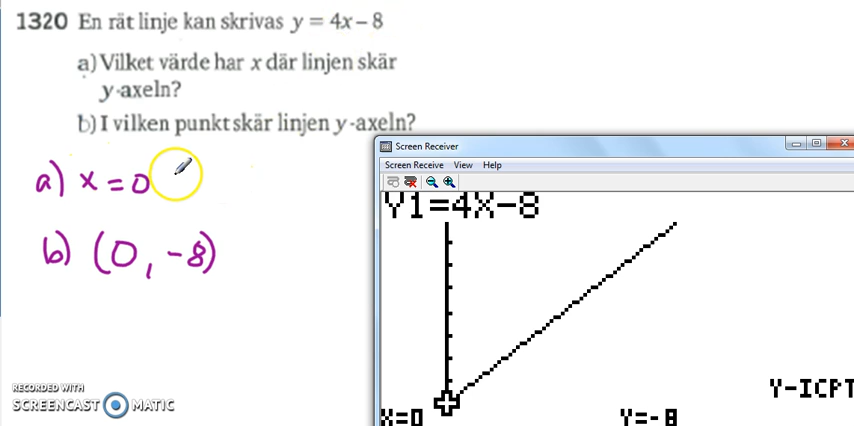 1320 En rät linje kan skrivas y = 4x – 8
a) Vilket värde har x där linjen skär
y-axeln?
b) I vilken punkt skär linjen y-axeln?
a) x = 0
b) (0, -8)
Screen Receiver
Screen Receive View Help
Y1=4X-8
Y-ICPT
X=0 Y=-8
RECORDED WITH
SCREENCAST MATIC